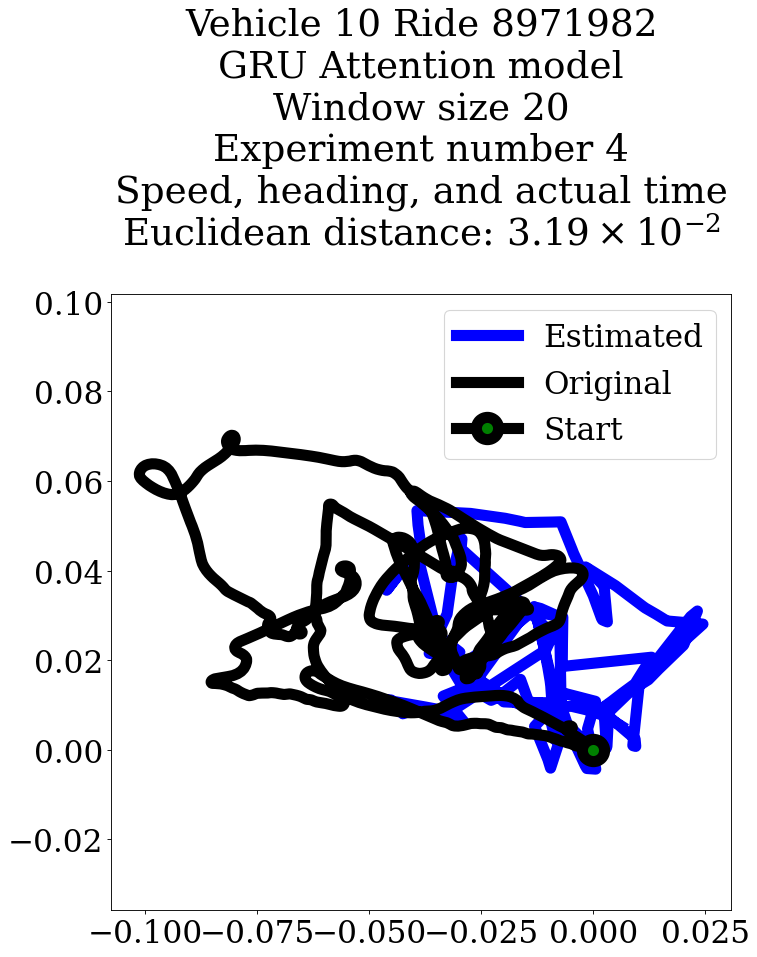 Vehicle 10 Ride 8971982
GRU Attention model
Window size 20
Experiment number 4
Speed, heading, and actual time
Euclidean distance: 3.19 × 10⁻²
Estimated
Original
Start
0.10
0.08
0.06
0.04
0.02
0.00
−0.02
−0.100 −0.075 −0.050 −0.025 0.000 0.025